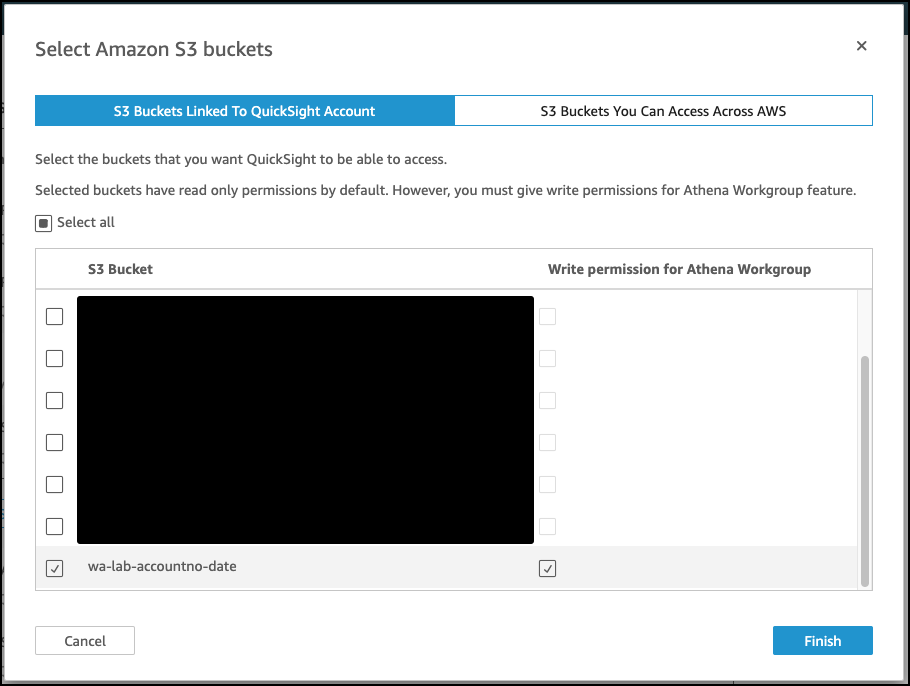 Select Amazon S3 buckets
S3 Buckets Linked To QuickSight Account
S3 Buckets You Can Access Across AWS
Select the buckets that you want QuickSight to be able to access.
Selected buckets have read only permissions by default. However, you must give write permissions for Athena Workgroup feature.
Select all
S3 Bucket
Write permission for Athena Workgroup
wa-lab-accountno-date
Cancel
Finish